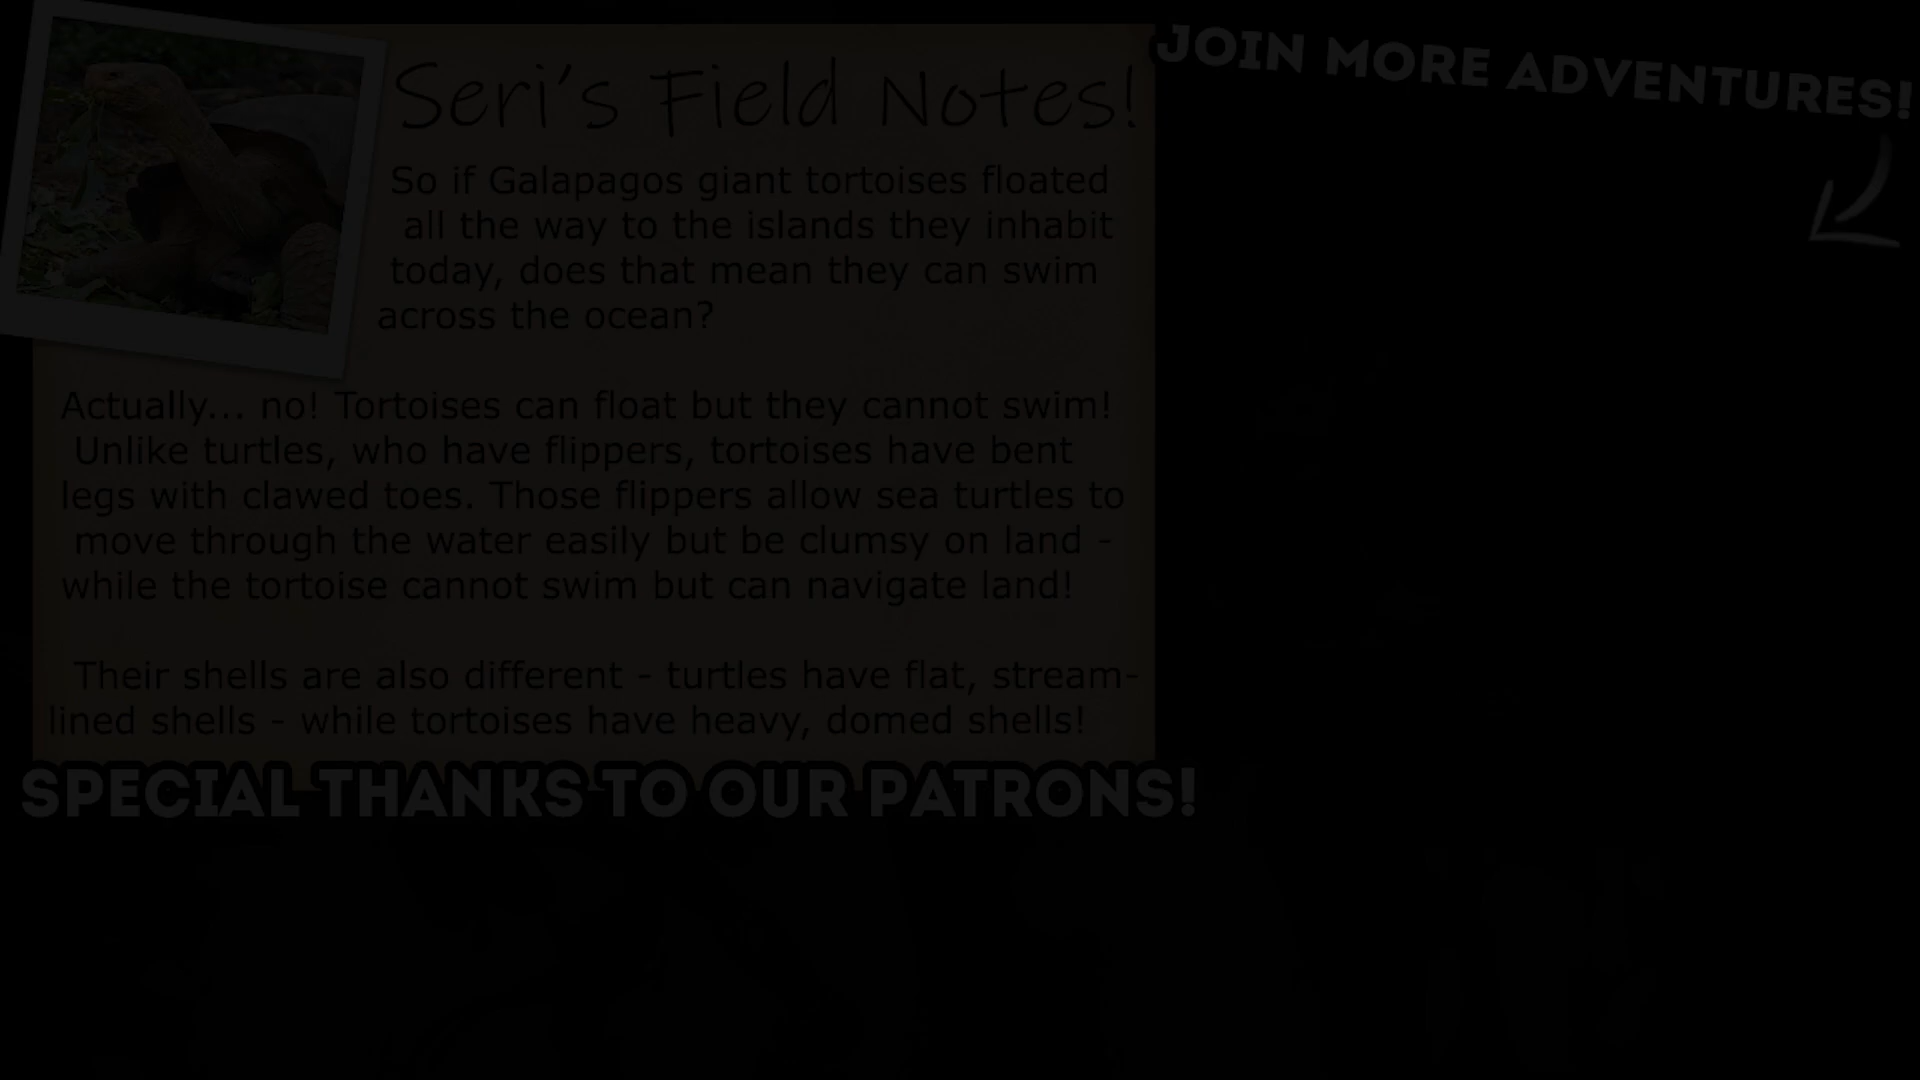 Seri's Field Notes!
JOIN MORE ADVENTURES!
So if Galapagos giant tortoises floated
all the way to the islands they inhabit
today, does that mean they can swim
across the ocean?
Actually... no! Tortoises can float but they cannot swim!
Unlike turtles, who have flippers, tortoises have bent
legs with clawed toes. Those flippers allow sea turtles to
move through the water easily but be clumsy on land -
while the tortoise cannot swim but can navigate land!
Their shells are also different - turtles have flat, stream-
lined shells - while tortoises have heavy, domed shells!
SPECIAL THANKS TO OUR PATRONS!